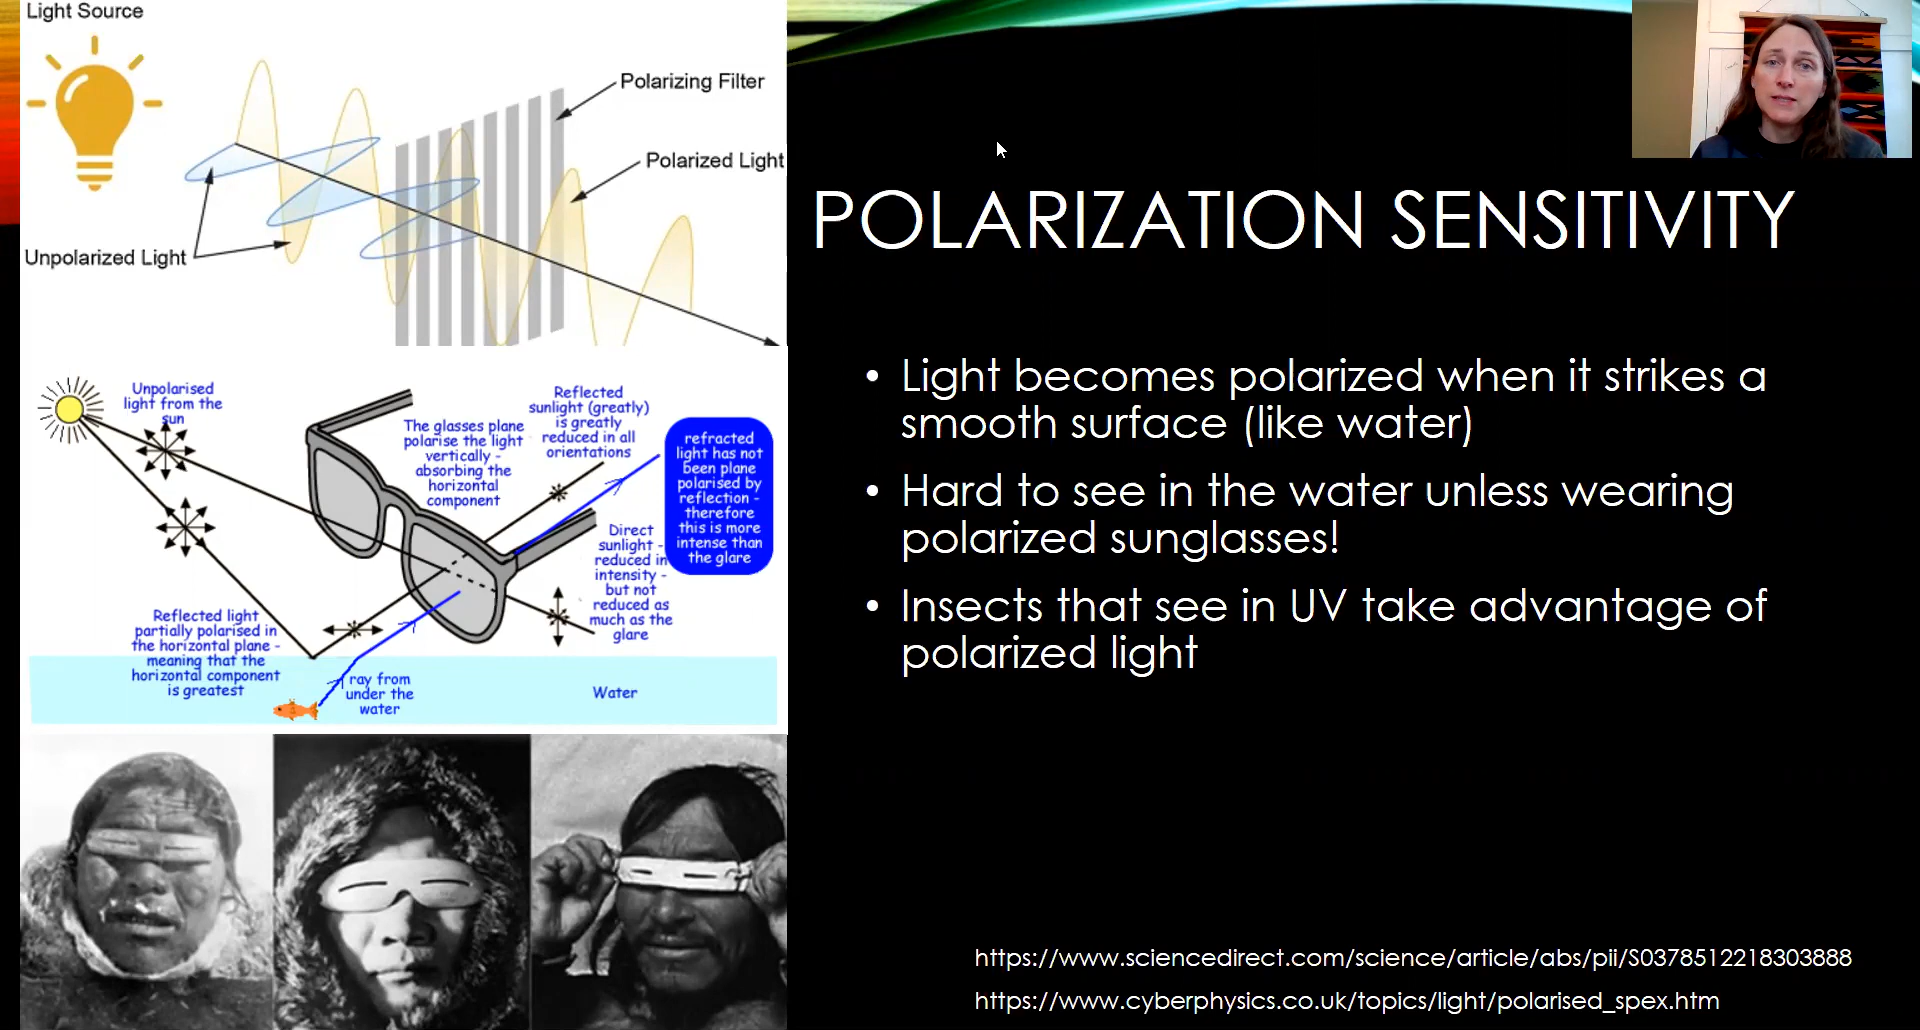 Light Source
Polarizing Filter
Polarized Light
Unpolarized Light
Unpolarised
light from the
sun
The glasses plane
polarise the light
vertically -
absorbing the
horizontal
component
Reflected
sunlight (greatly)
is greatly
reduced in all
orientations
refracted
light has not
been plane
polarised by
reflection -
therefore
this is more
intense than
the glare
Direct
sunlight -
reduced in
intensity -
but not
reduced as
much as the
glare
Reflected light
partially polarised in
the horizontal plane -
meaning that the
horizontal component
is greatest
ray from
under the
water
Water
POLARIZATION SENSITIVITY
• Light becomes polarized when it strikes a
smooth surface (like water)
• Hard to see in the water unless wearing
polarized sunglasses!
• Insects that see in UV take advantage of
polarized light
https://www.sciencedirect.com/science/article/abs/pii/S0378512218303888
https://www.cyberphysics.co.uk/topics/light/polarised_spex.htm